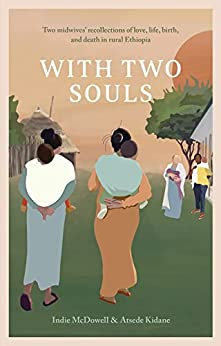 Two midwives' recollections of love, life, birth,
and death in rural Ethiopia
WITH TWO
SOULS
Indie McDowell & Atsede Kidane